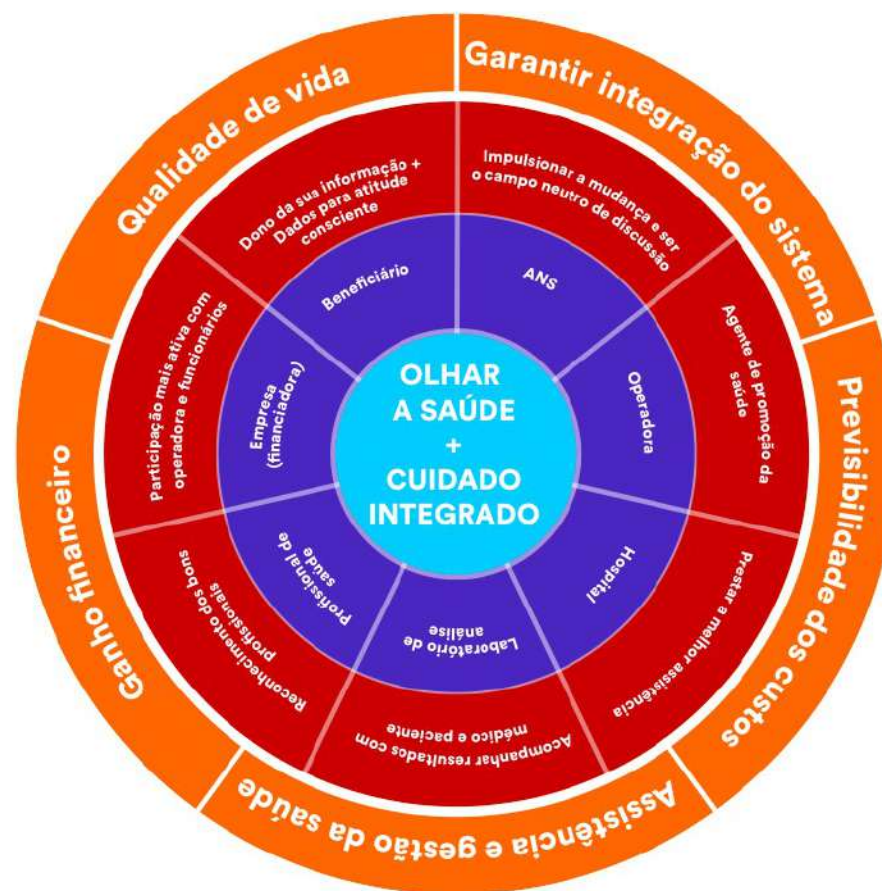 Garantir integração do sistema
Previsibilidade dos custos
Assistência e gestão da saúde
Ganho financeiro
Qualidade de vida
Impulsionar a mudança e ser
o campo neutro de discussão
Agente de promoção da
saúde
Prestar a melhor assistência
Acompanhar resultados com
médico e paciente
Reconhecimento dos bons
profissionais
Participação mais ativa com
operadora e funcionários
Dono da sua informação +
Dados para atitude
consciente
ANS
Operadora
Hospital
Laboratório de
análise
Profissional de
saúde
Empresa
(financiadora)
Beneficiário
OLHAR
A SAÚDE
+
CUIDADO
INTEGRADO